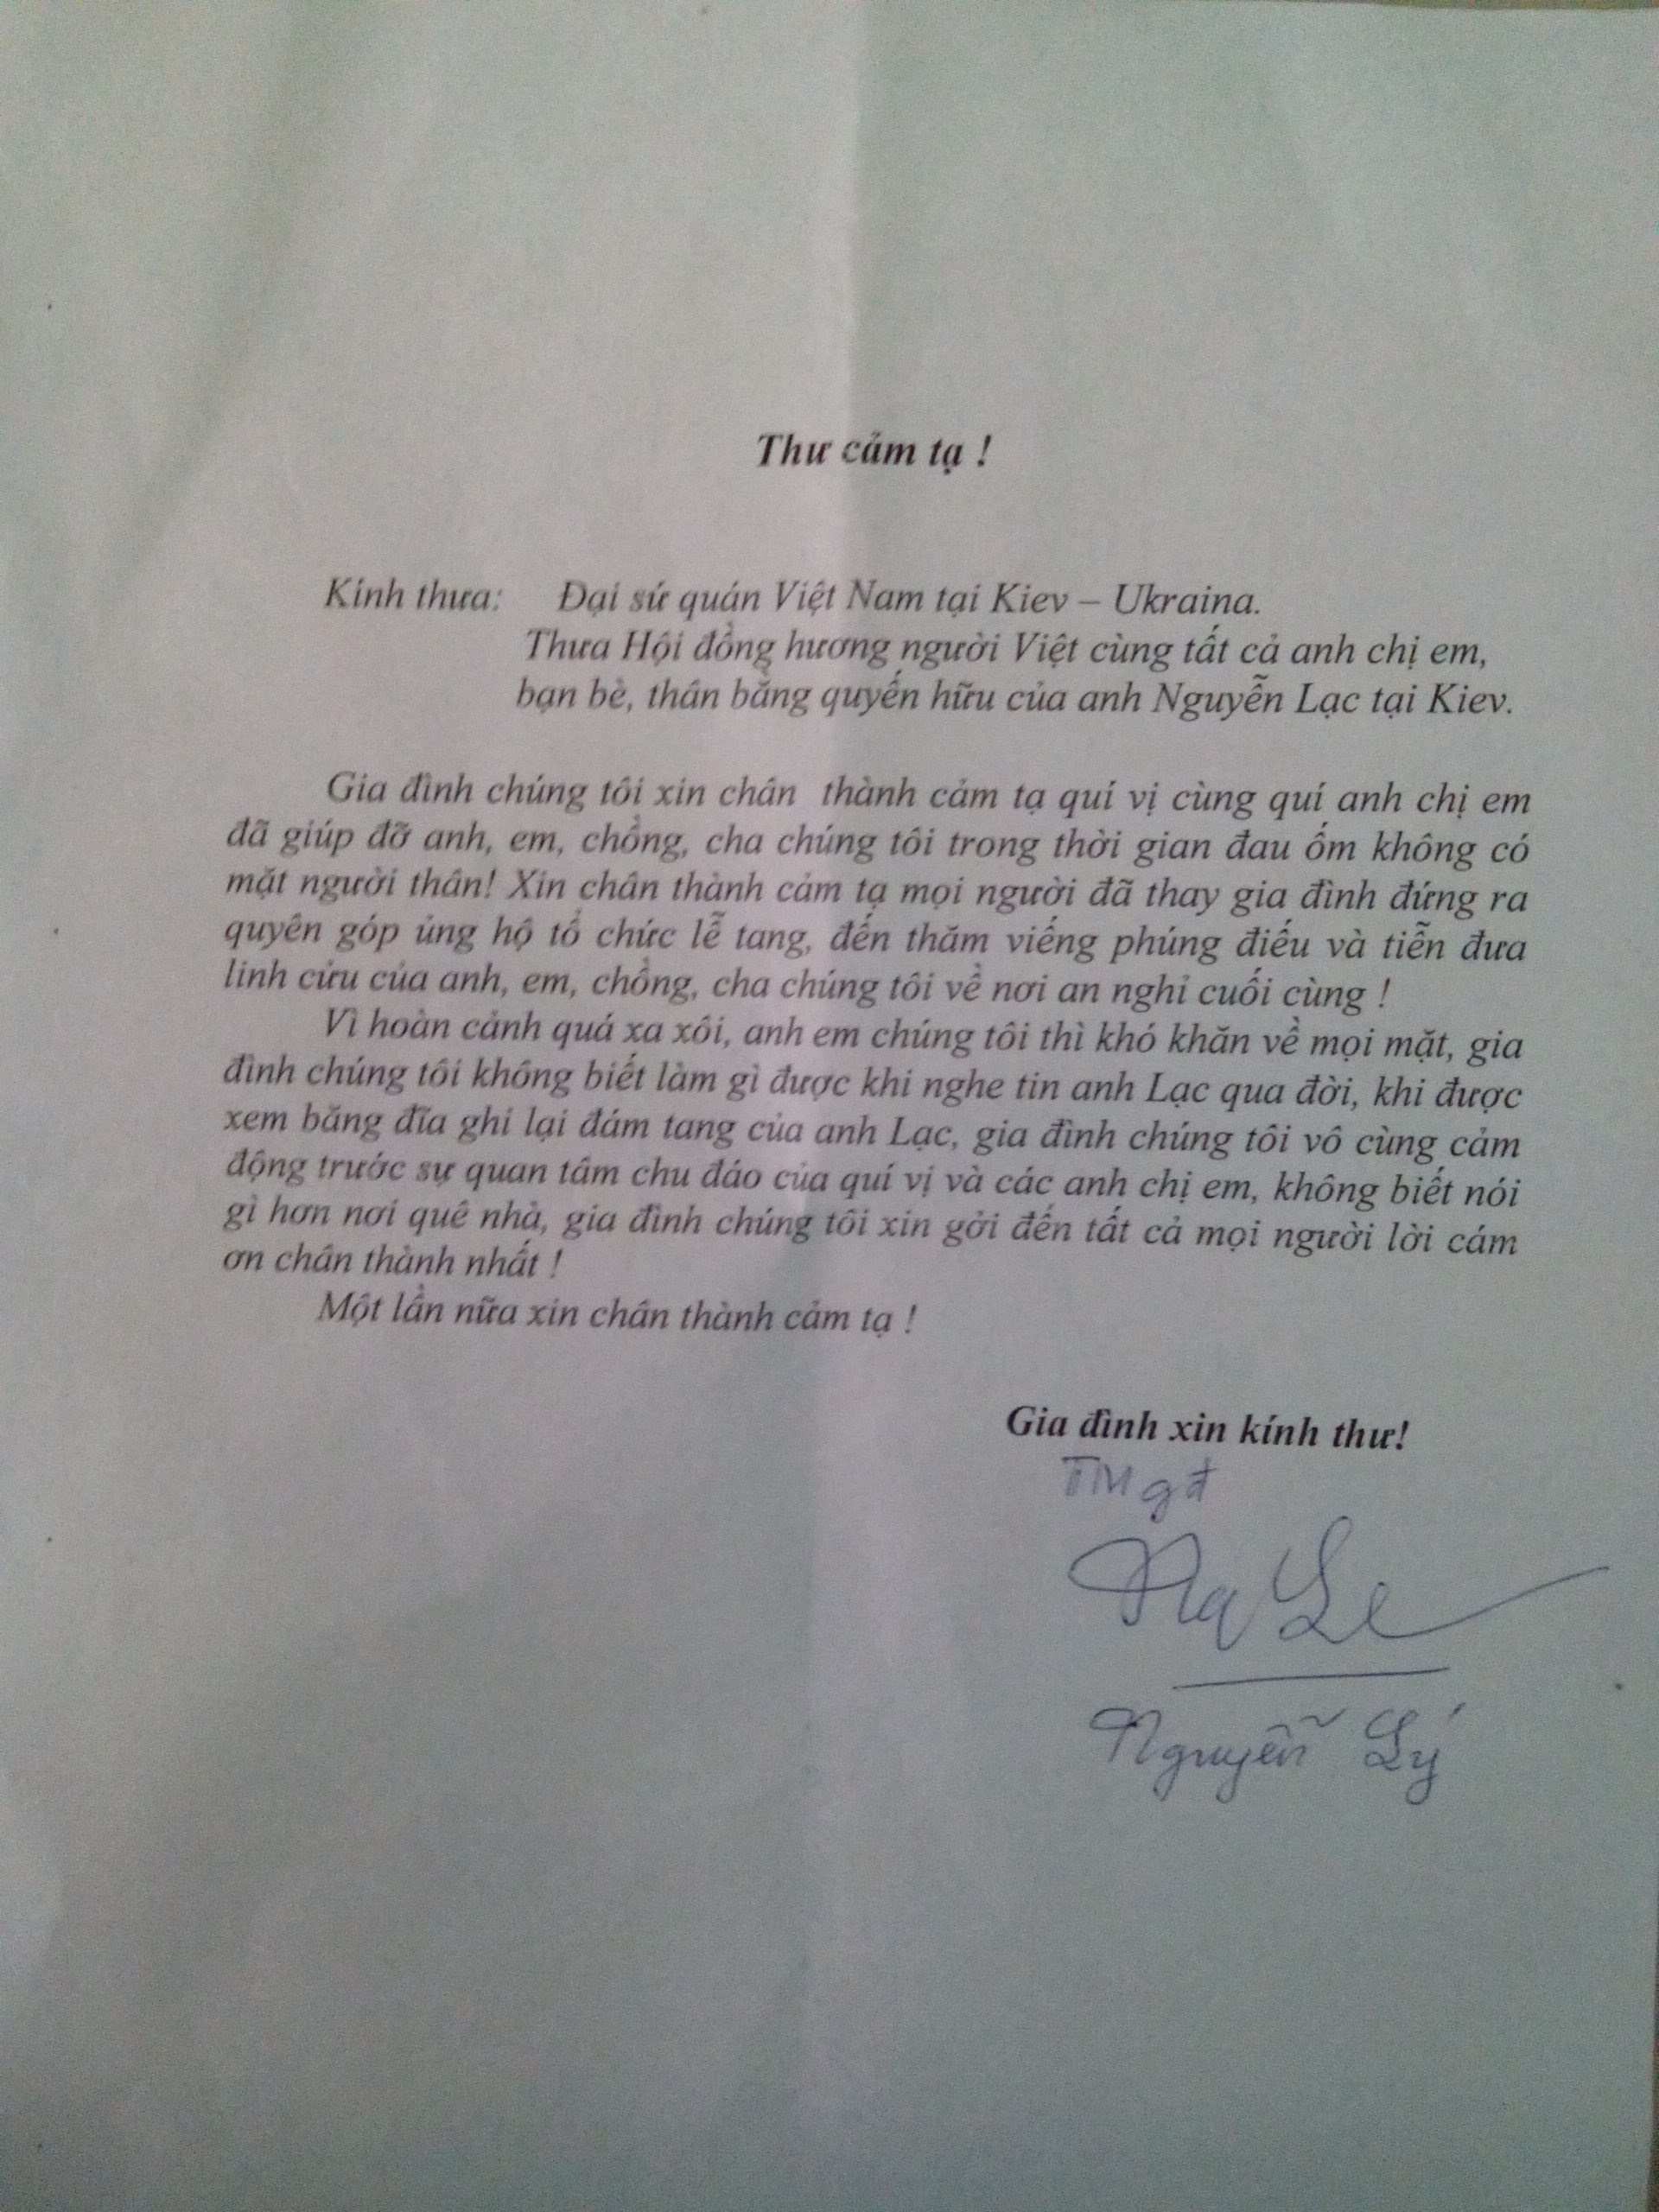 Thư cảm tạ !
Kính thưa: Đại sứ quán Việt Nam tại Kiev – Ukraina.
Thưa Hội đồng hương người Việt cùng tất cả anh chị em,
bạn bè, thân bằng quyến hữu của anh Nguyễn Lạc tại Kiev.
Gia đình chúng tôi xin chân thành cảm tạ quí vị cùng quí anh chị em
đã giúp đỡ anh, em, chồng, cha chúng tôi trong thời gian đau ốm không có
mặt người thân! Xin chân thành cảm tạ mọi người đã thay gia đình đứng ra
quyên góp ủng hộ tổ chức lễ tang, đến thăm viếng phúng điếu và tiễn đưa
linh cửu của anh, em, chồng, cha chúng tôi về nơi an nghỉ cuối cùng !
Vì hoàn cảnh quá xa xôi, anh em chúng tôi thì khó khăn về mọi mặt, gia
đình chúng tôi không biết làm gì được khi nghe tin anh Lạc qua đời, khi được
xem băng đĩa ghi lại đám tang của anh Lạc, gia đình chúng tôi vô cùng cảm
động trước sự quan tâm chu đáo của quí vị và các anh chị em, không biết nói
gì hơn nơi quê nhà, gia đình chúng tôi xin gởi đến tất cả mọi người lời cám
ơn chân thành nhất !
Một lần nữa xin chân thành cảm tạ !
Gia đình xin kính thư!
TM gđ
Nguyễn Lý